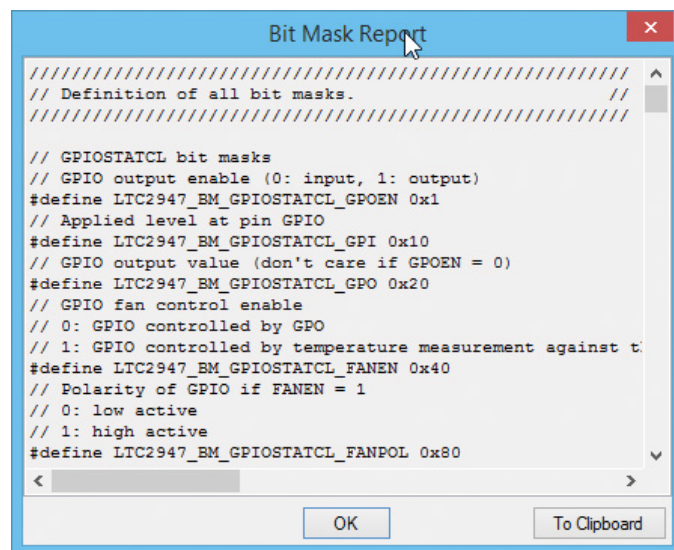 Bit Mask Report
////////////////////////////////////////////////////////
// Definition of all bit masks. //
////////////////////////////////////////////////////////
// GPIOSTATCL bit masks
// GPIO output enable (0: input, 1: output)
#define LTC2947_BM_GPIOSTATCL_GPOEN 0x1
// Applied level at pin GPIO
#define LTC2947_BM_GPIOSTATCL_GPI 0x10
// GPIO output value (don't care if GPOEN = 0)
#define LTC2947_BM_GPIOSTATCL_GPO 0x20
// GPIO fan control enable
// 0: GPIO controlled by GPO
// 1: GPIO controlled by temperature measurement against
#define LTC2947_BM_GPIOSTATCL_FANEN 0x40
// Polarity of GPIO if FANEN = 1
// 0: low active
// 1: high active
#define LTC2947_BM_GPIOSTATCL_FANPOL 0x80
OK
To Clipboard